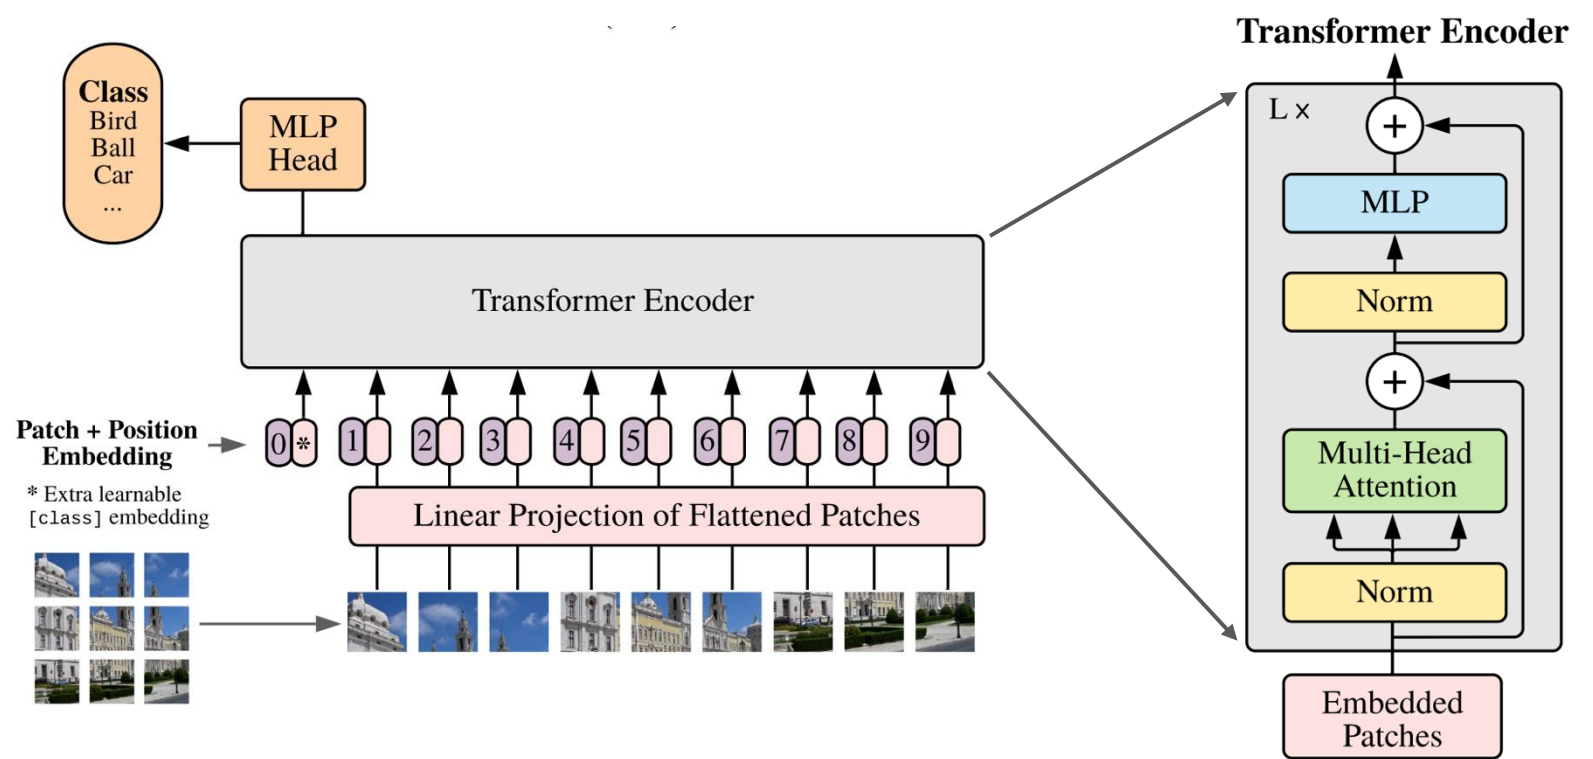 Class
Bird
Ball
Car
...
MLP
Head
Transformer Encoder
Patch + Position
Embedding
0 * 1 2 3 4 5 6 7 8 9
* Extra learnable
[class] embedding
Linear Projection of Flattened Patches
Transformer Encoder
L ×
+
MLP
Norm
+
Multi-Head
Attention
Norm
Embedded
Patches